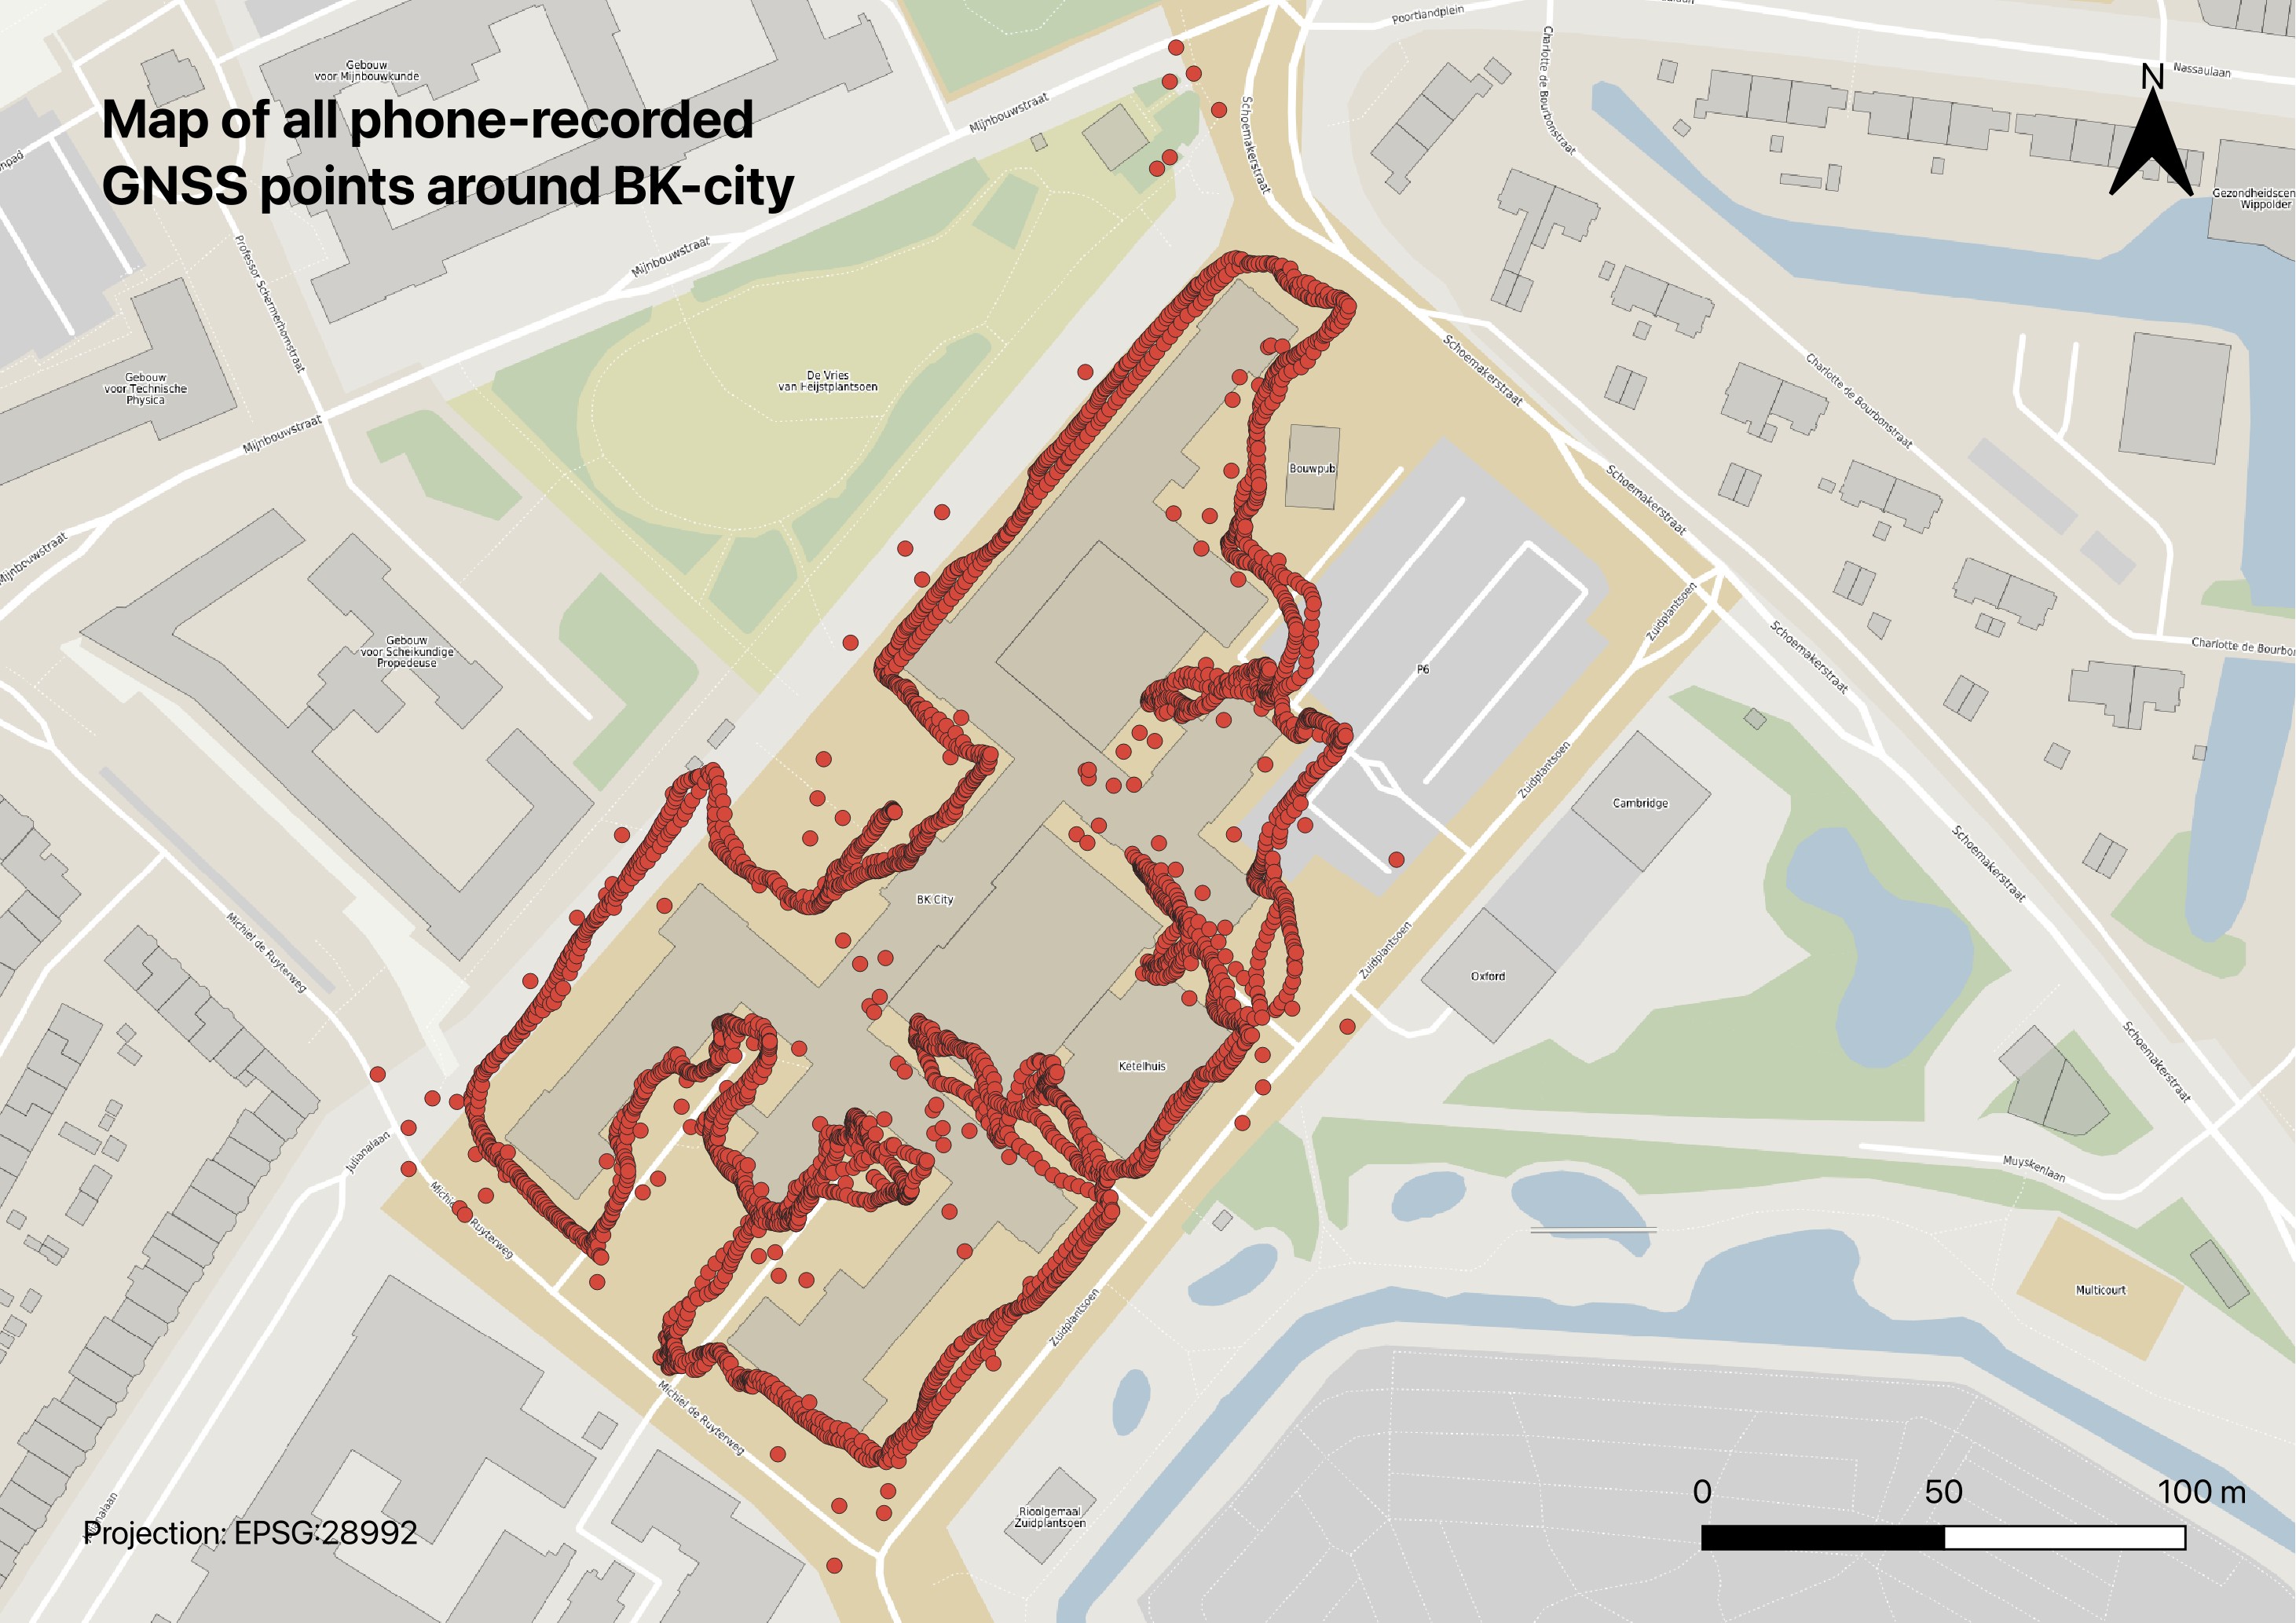 Map of all phone-recorded
GNSS points around BK-city
N
Gebouw
voor Mijnbouwkunde
Poortlandplein
Nassaulaan
Mijnbouwstraat
Schoemakerstraat
Charlotte de Bourbonstraat
Gezondheidscen
Wippolder
Professor Schermerhornstraat
Mijnbouwstraat
Gebouw
voor Technische
Physica
De Vries
van Heijstplantsoen
Mijnbouwstraat
Schoemakerstraat
Charlotte de Bourbonstraat
Bouwpub
Schoemakerstraat
Mijnbouwstraat
Zuidplantsoen
Gebouw
voor Scheikundige
Propedeuse
P6
Schoemakerstraat
Charlotte de Bourbon
Zuidplantsoen
Cambridge
BK City
Schoemakerstraat
Michiel de Ruyterweg
Zuidplantsoen
Oxford
Ketelhuis
Schoemakerstraat
Julianalaan
Muyskenlaan
Michiel de Ruyterweg
Zuidplantsoen
Multicourt
Michiel de Ruyterweg
Rioolgemaal
Zuidplantsoen
0 50 100 m
Projection: EPSG:28992